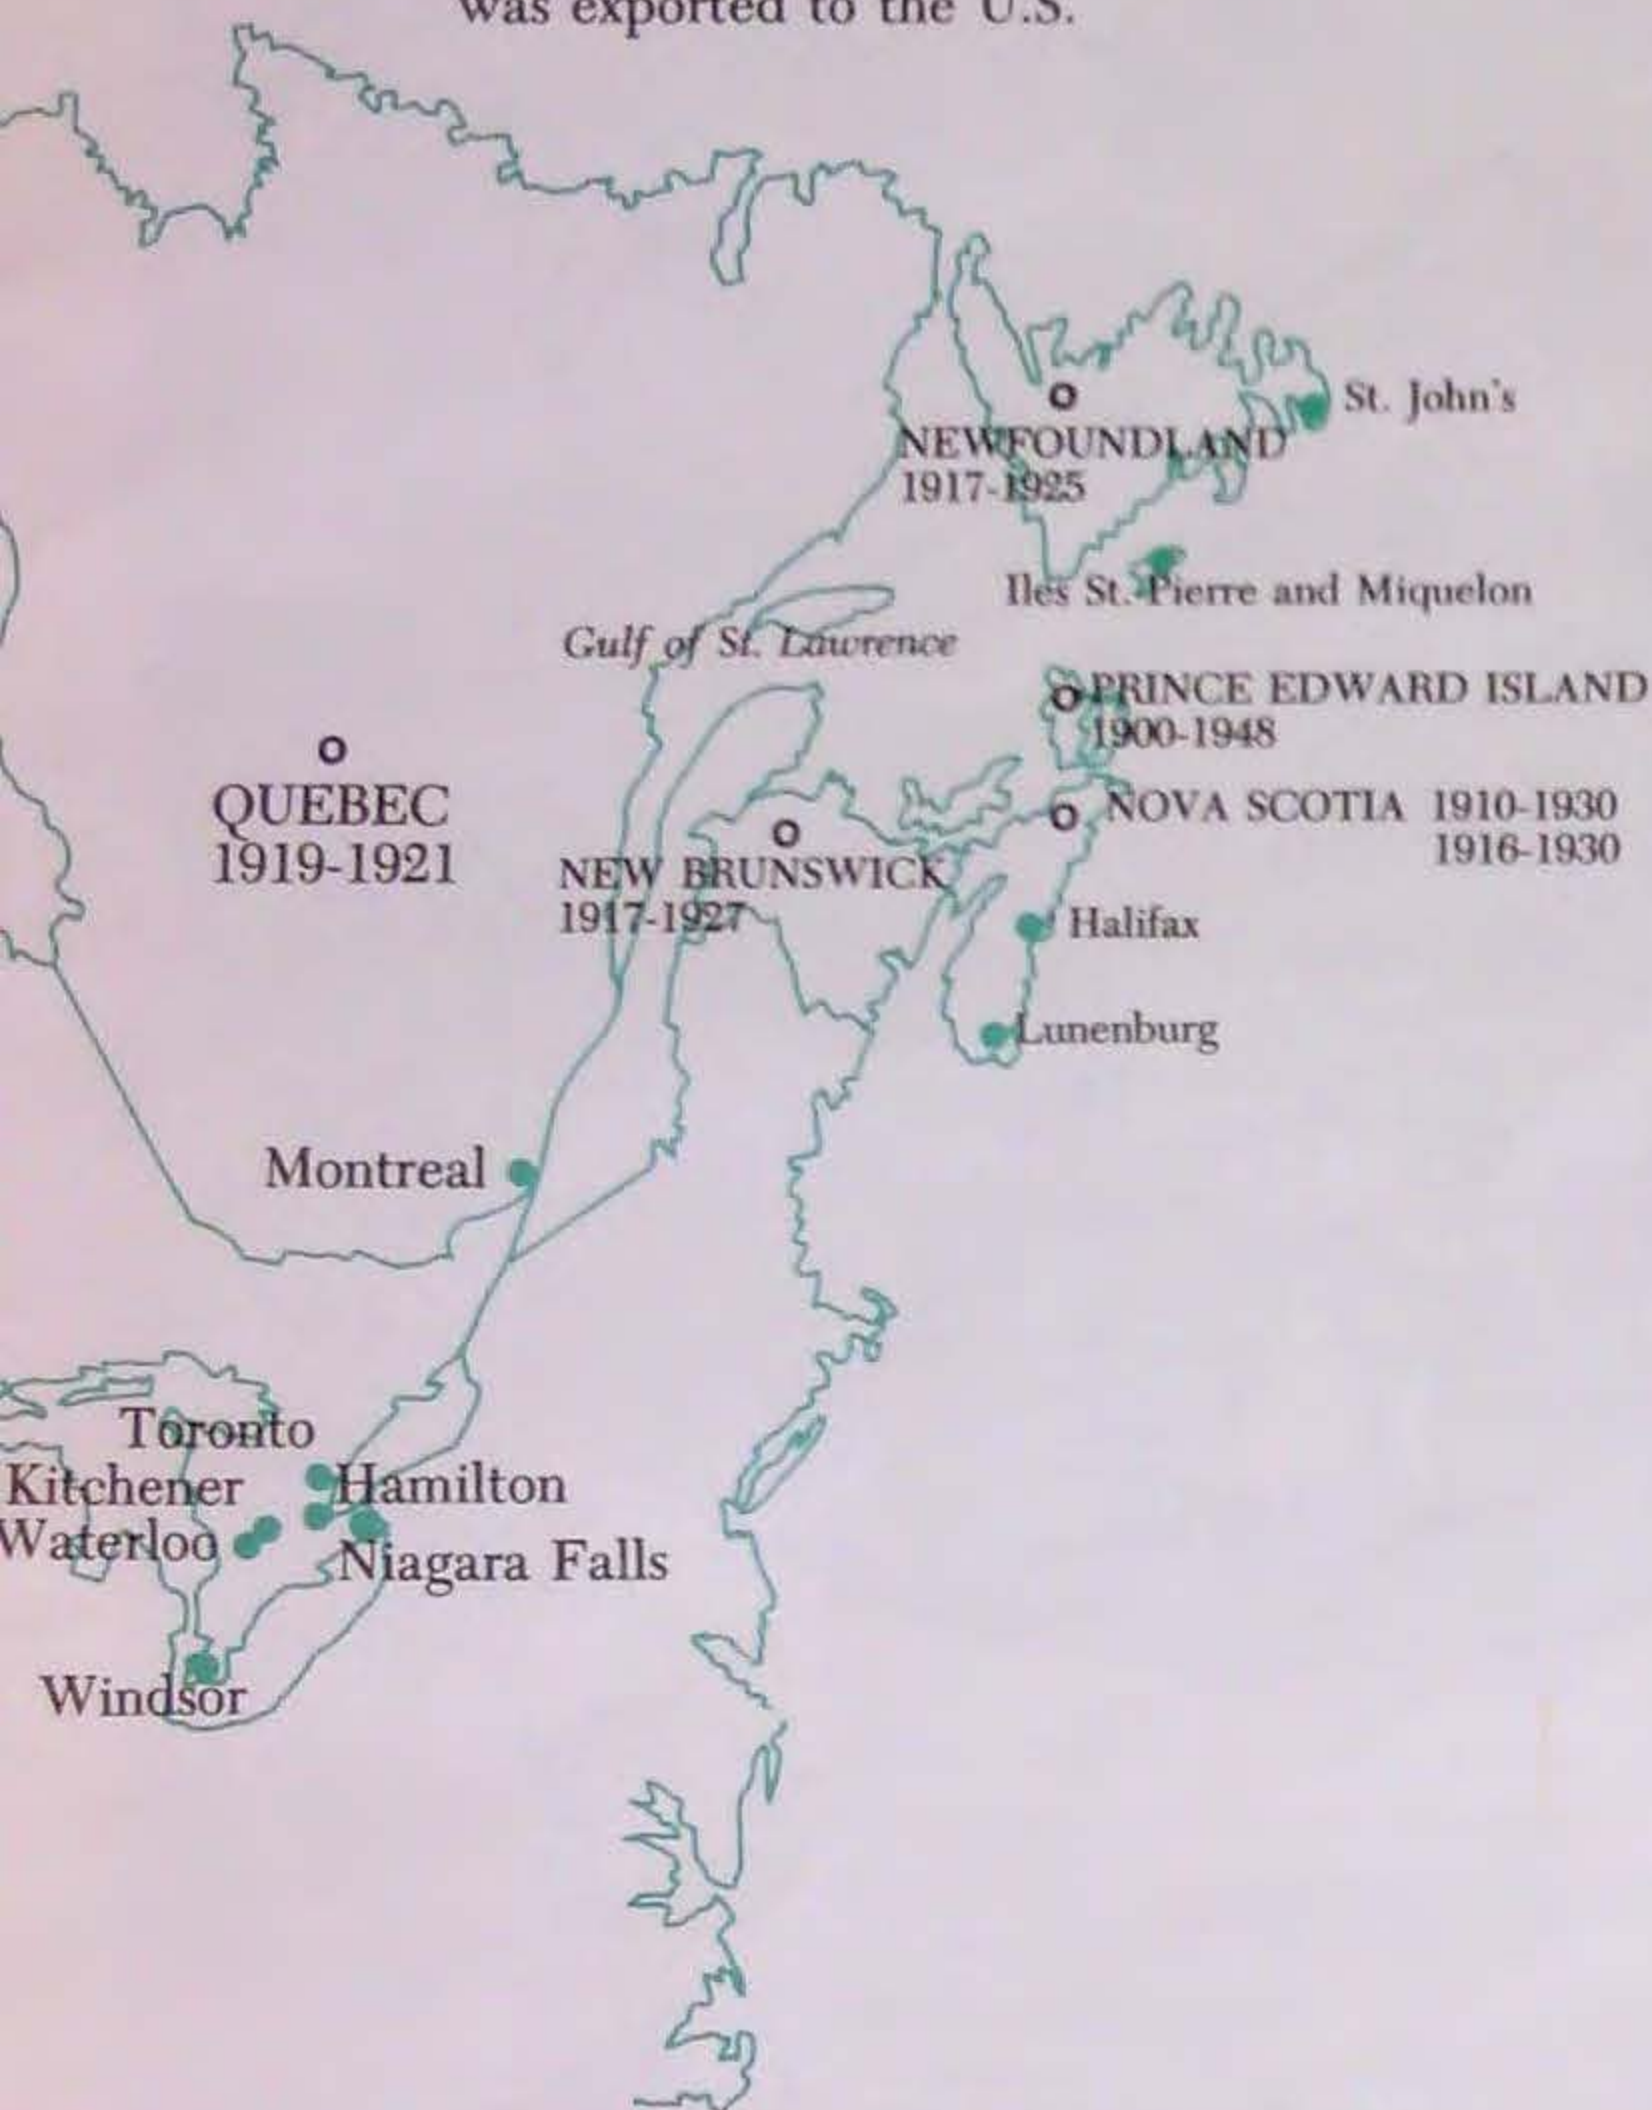 was exported to the U.S.
St. John's
NEWFOUNDLAND
1917-1925
Iles St. Pierre and Miquelon
Gulf of St. Lawrence
PRINCE EDWARD ISLAND
1900-1948
QUEBEC
1919-1921
NOVA SCOTIA 1910-1930
1916-1930
NEW BRUNSWICK
1917-1927
Halifax
Lunenburg
Montreal
Toronto
Kitchener
Hamilton
Waterloo
Niagara Falls
Windsor